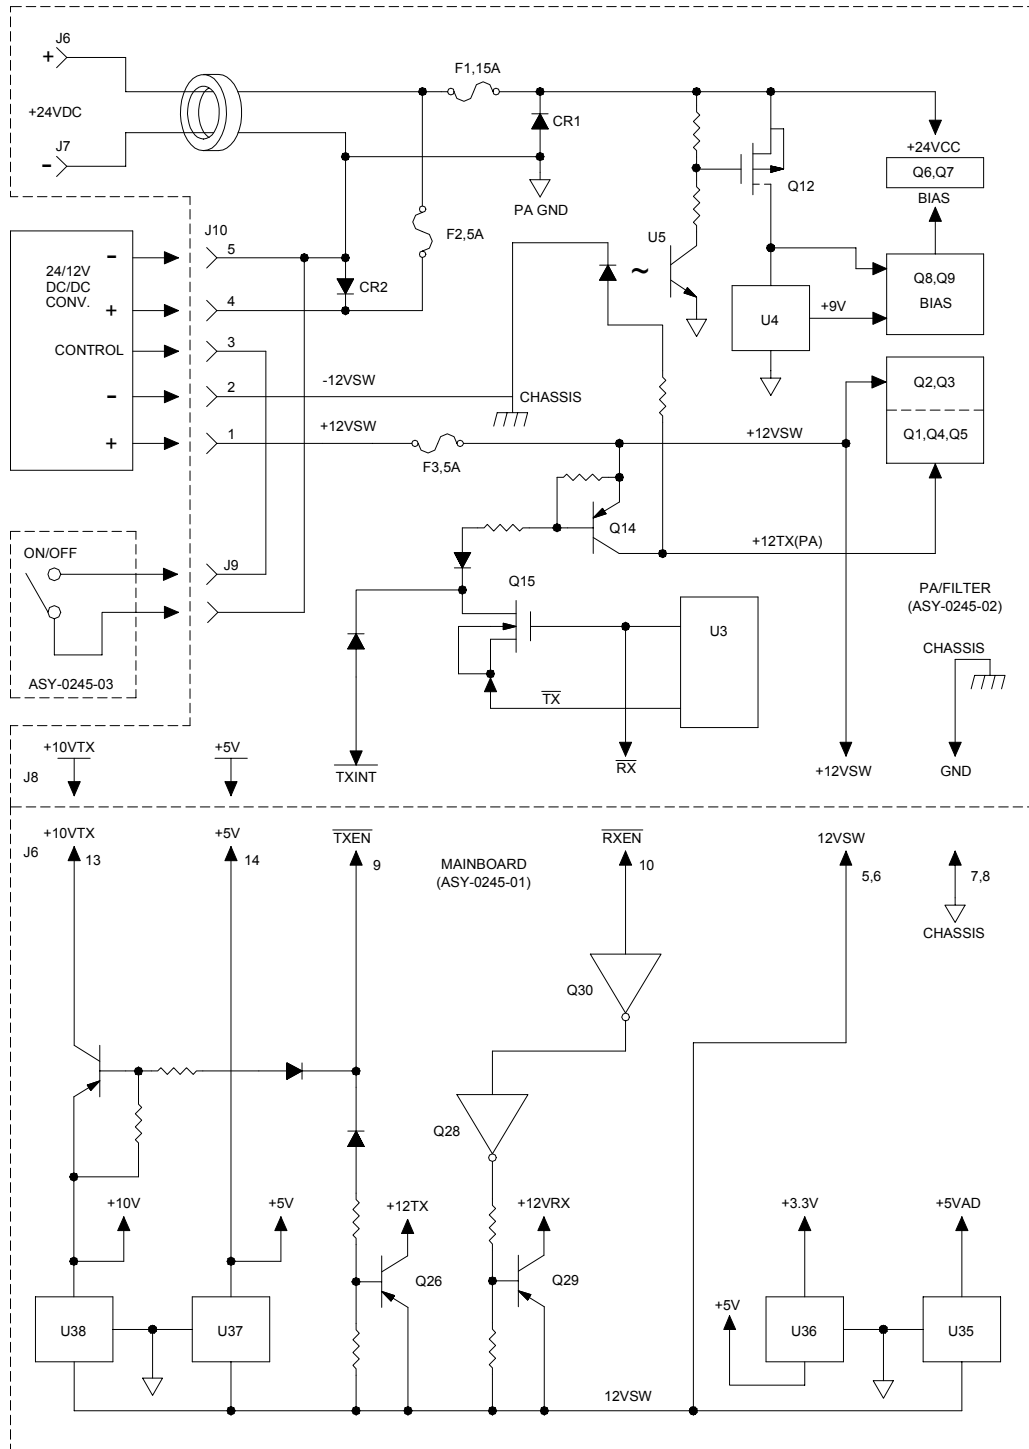 J6
+
F1,15A
+24VDC
CR1
J7
-
+24VCC
Q6,Q7
Q12
BIAS
PA GND
J10
F2,5A
U5
-
5
24/12V
DC/DC
CONV.
CR2
~
Q8,Q9
BIAS
+
4
U4
+9V
CONTROL
3
-
2
-12VSW
CHASSIS
Q2,Q3
+
1
+12VSW
+12VSW
Q1,Q4,Q5
F3,5A
Q14
+12TX(PA)
ON/OFF
J9
Q15
PA/FILTER
(ASY-0245-02)
U3
CHASSIS
ASY-0245-03
TX
+10VTX
+5V
J8
TXINT
RX
+12VSW
GND
+10VTX
+5V
TXEN
RXEN
12VSW
J6
13
14
9
MAINBOARD
(ASY-0245-01)
10
5,6
7,8
CHASSIS
Q30
Q28
+10V
+5V
+12TX
+12VRX
+3.3V
+5VAD
Q26
Q29
+5V
U38
U37
U36
U35
12VSW